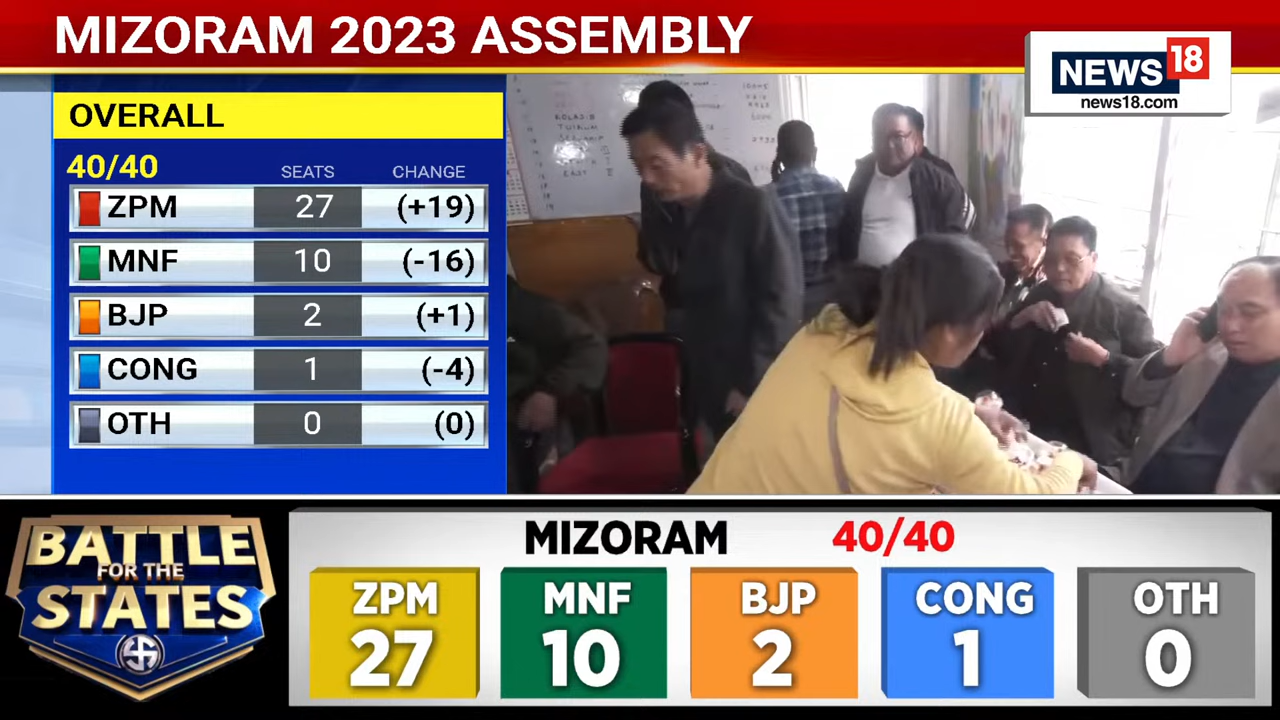 MIZORAM 2023 ASSEMBLY
NEWS18
news18.com
OVERALL
40/40 SEATS CHANGE
ZPM 27 (+19)
MNF 10 (-16)
BJP 2 (+1)
CONG 1 (-4)
OTH 0 (0)
BATTLE
FOR THE
STATES
MIZORAM 40/40
ZPM MNF BJP CONG OTH
27 10 2 1 0